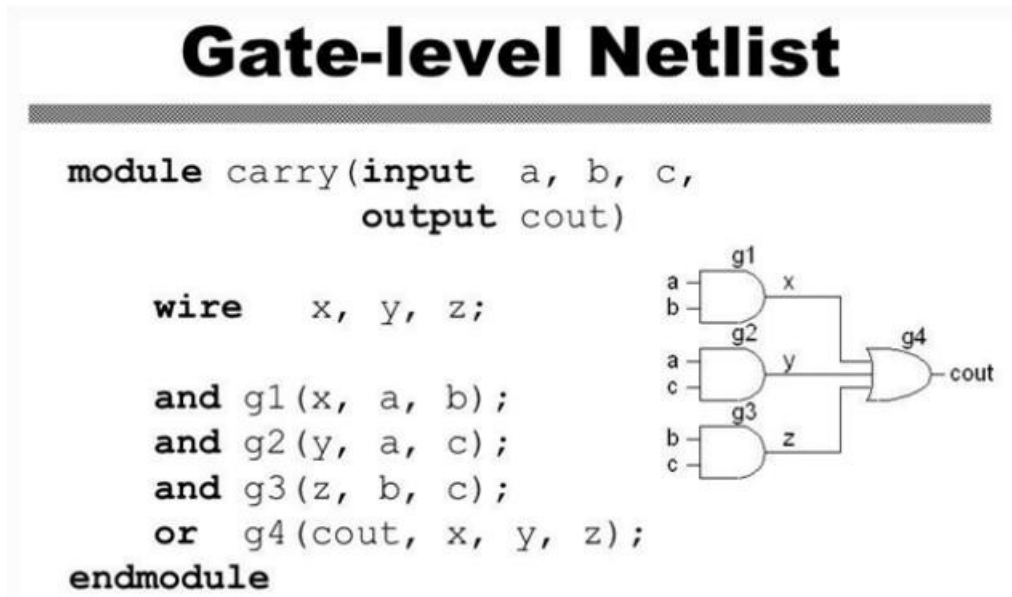 Gate-level Netlist
module carry(input a, b, c,
output cout)
wire x, y, z;
and g1(x, a, b);
and g2(y, a, c);
and g3(z, b, c);
or g4(cout, x, y, z);
endmodule
g1
a
x
b
g2
a
y
c
g3
b
z
c
g4
cout